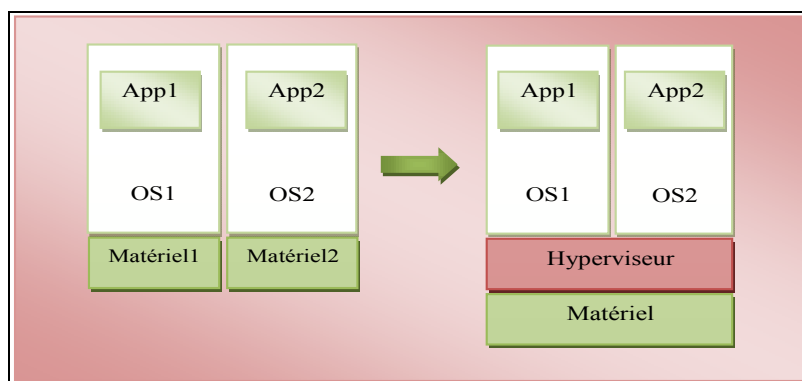 App1 App2 App1 App2
OS1 OS2 OS1 OS2
Matériel1 Matériel2 Hyperviseur
Matériel